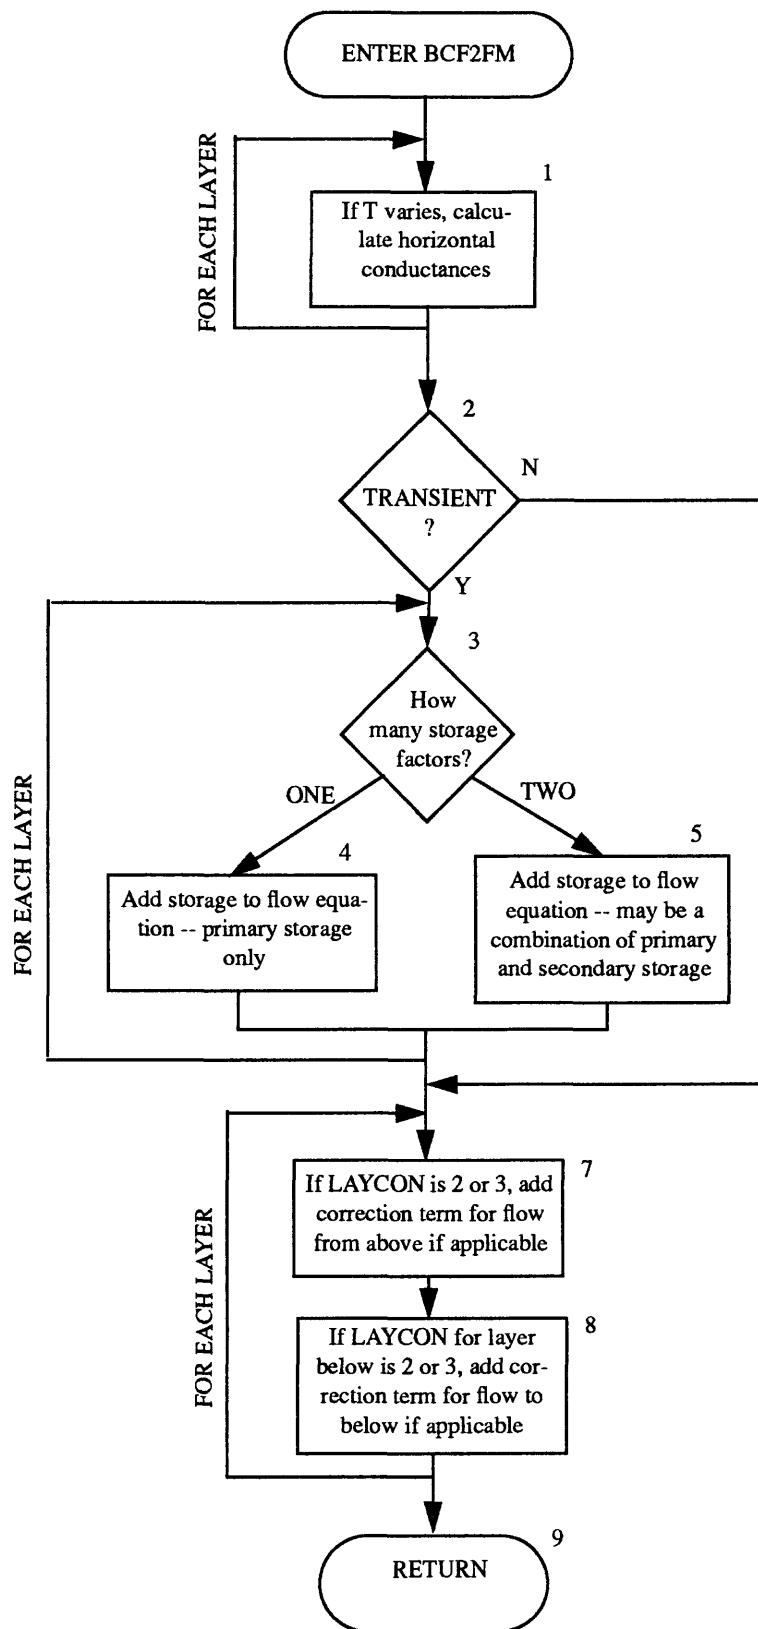 ENTER BCF2FM
FOR EACH LAYER
1
If T varies, calcu-
late horizontal
conductances
2
TRANSIENT
?
N
Y
3
How
many storage
factors?
ONE
TWO
FOR EACH LAYER
4
Add storage to flow equa-
tion -- primary storage
only
5
Add storage to flow
equation -- may be a
combination of primary
and secondary storage
FOR EACH LAYER
7
If LAYCON is 2 or 3, add
correction term for flow
from above if applicable
8
If LAYCON for layer
below is 2 or 3, add cor-
rection term for flow to
below if applicable
9
RETURN